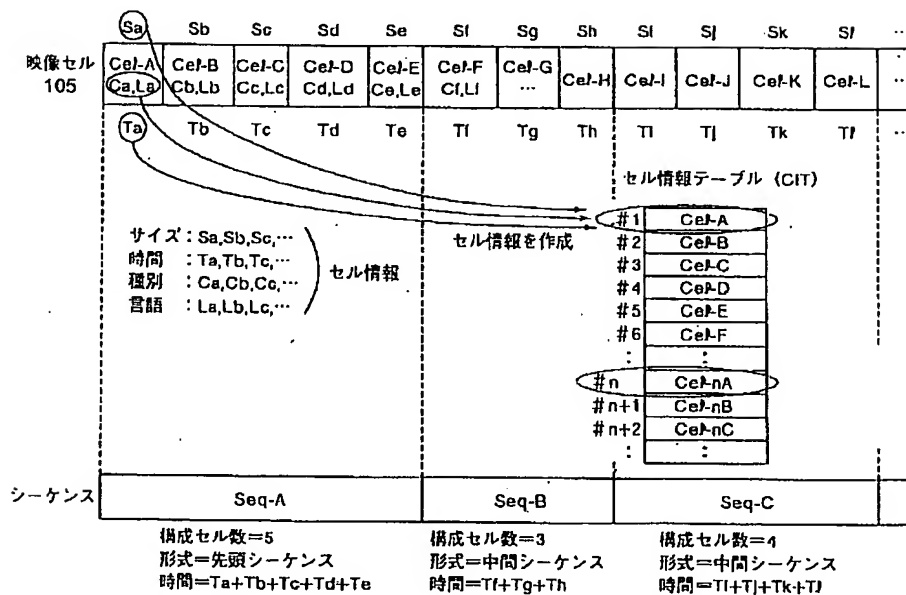 Sa Sb Sc Sd Se Sf Sg Sh Si Sj Sk Sℓ …
映像セル
105
Ceℓ-A Ceℓ-B Ceℓ-C Ceℓ-D Ceℓ-E Ceℓ-F Ceℓ-G Ceℓ-H Ceℓ-I Ceℓ-J Ceℓ-K Ceℓ-L …
Ca,La Cb,Lb Cc,Lc Cd,Ld Ce,Le Cf,Lf …
Ta Tb Tc Td Te Tf Tg Th Ti Tj Tk Tℓ …
セル情報テーブル (CIT)
サイズ:Sa,Sb,Sc,…
時間 :Ta,Tb,Tc,…
種別 :Ca,Cb,Cc,…
言語 :La,Lb,Lc,…
セル情報
セル情報を作成
#1 Ceℓ-A
#2 Ceℓ-B
#3 Ceℓ-C
#4 Ceℓ-D
#5 Ceℓ-E
#6 Ceℓ-F
: :
#n Ceℓ-nA
#n+1 Ceℓ-nB
#n+2 Ceℓ-nC
: :
シーケンス Seq-A Seq-B Seq-C
構成セル数=5
形式=先頭シーケンス
時間=Ta+Tb+Tc+Td+Te
構成セル数=3
形式=中間シーケンス
時間=Tf+Tg+Th
構成セル数=4
形式=中間シーケンス
時間=Ti+Tj+Tk+Tℓ